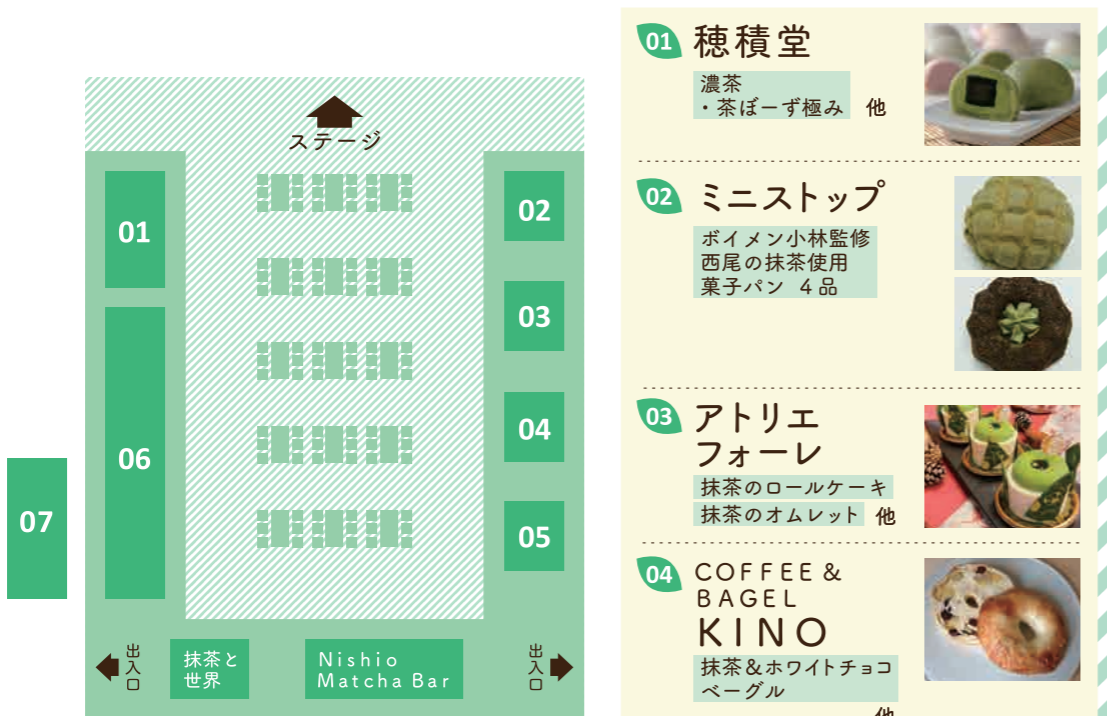 ステージ
01
02
03
04
05
06
07
出入口
抹茶と
世界
Nishio
Matcha Bar
出入口
01 穂積堂
濃茶
・茶ぼーず極み 他
02 ミニストップ
ボイメン小林監修
西尾の抹茶使用
菓子パン 4品
03 アトリエ
フォーレ
抹茶のロールケーキ
抹茶のオムレット 他
04 COFFEE &
BAGEL
KINO
抹茶&ホワイトチョコ
ベーグル
他